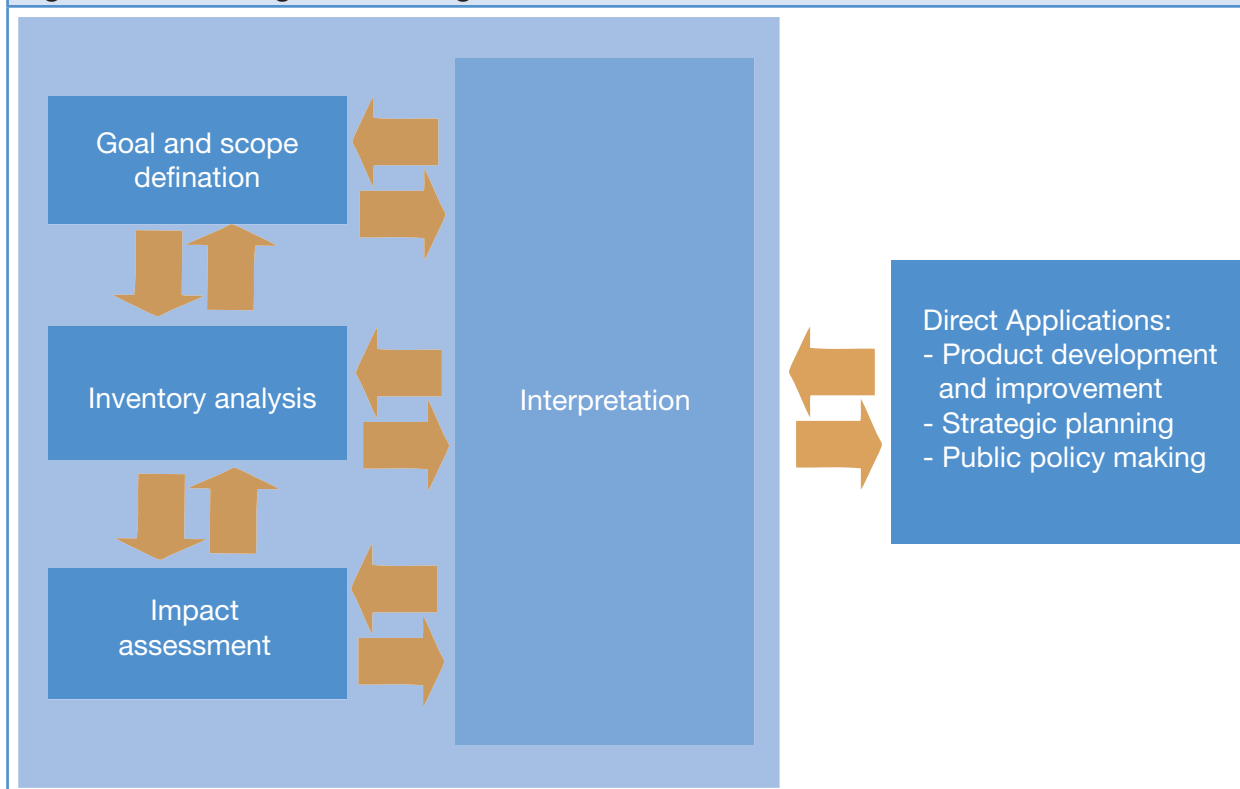 Goal and scope
defination
Inventory analysis
Impact
assessment
Interpretation
Direct Applications:
- Product development
and improvement
- Strategic planning
- Public policy making